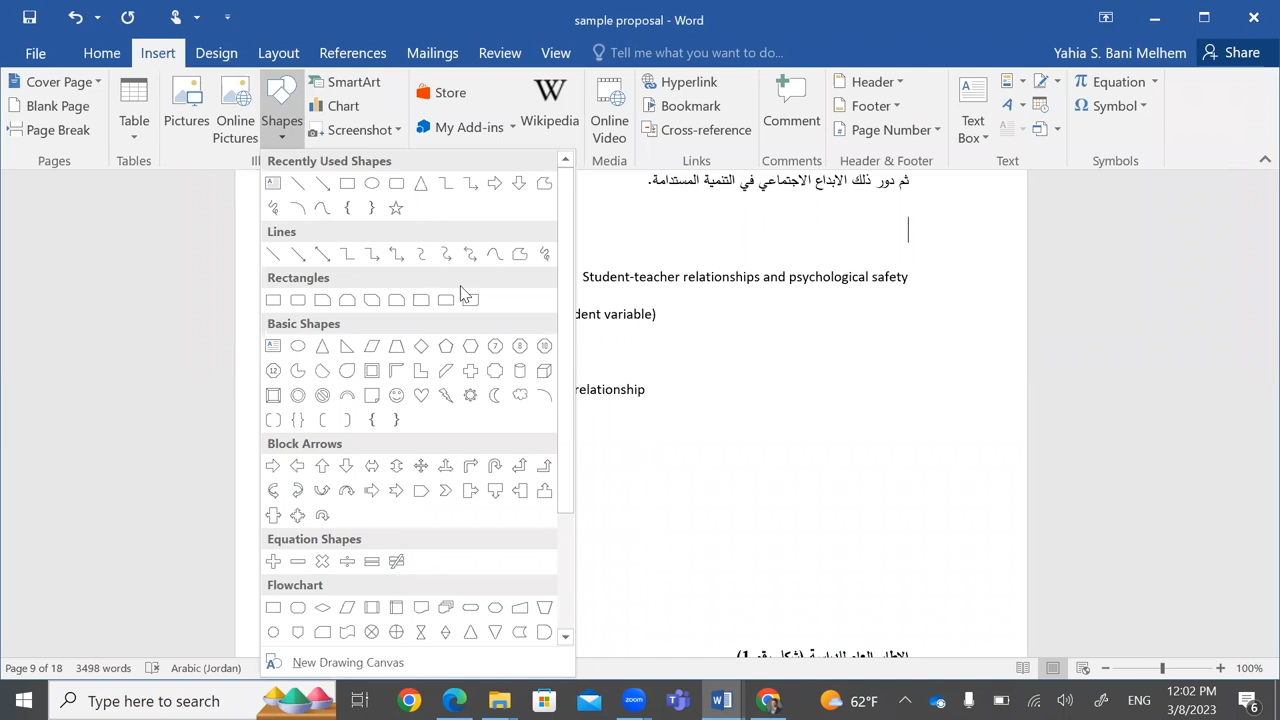 sample proposal - Word
Yahia S. Bani Melhem
Share
File
Home
Insert
Design
Layout
References
Mailings
Review
View
Tell me what you want to do...
Cover Page
Blank Page
Page Break
Pages
Table
Tables
Pictures
Online
Pictures
Shapes
SmartArt
Chart
Screenshot
Store
My Add-ins
Wikipedia
Online
Video
Media
Hyperlink
Bookmark
Cross-reference
Links
Comment
Comments
Header
Footer
Page Number
Header & Footer
Text
Box
Text
Equation
Symbol
Symbols
Recently Used Shapes
Lines
Rectangles
Basic Shapes
Block Arrows
Equation Shapes
Flowchart
New Drawing Canvas
ثم دور ذلك الابداع الاجتماعي في التنمية المستدامة.
Student-teacher relationships and psychological safety
dent variable)
relationship
Page 9 of 18
3498 words
Arabic (Jordan)
100%
Type here to search
zoom
62°F
ENG
12:02 PM
3/8/2023
6